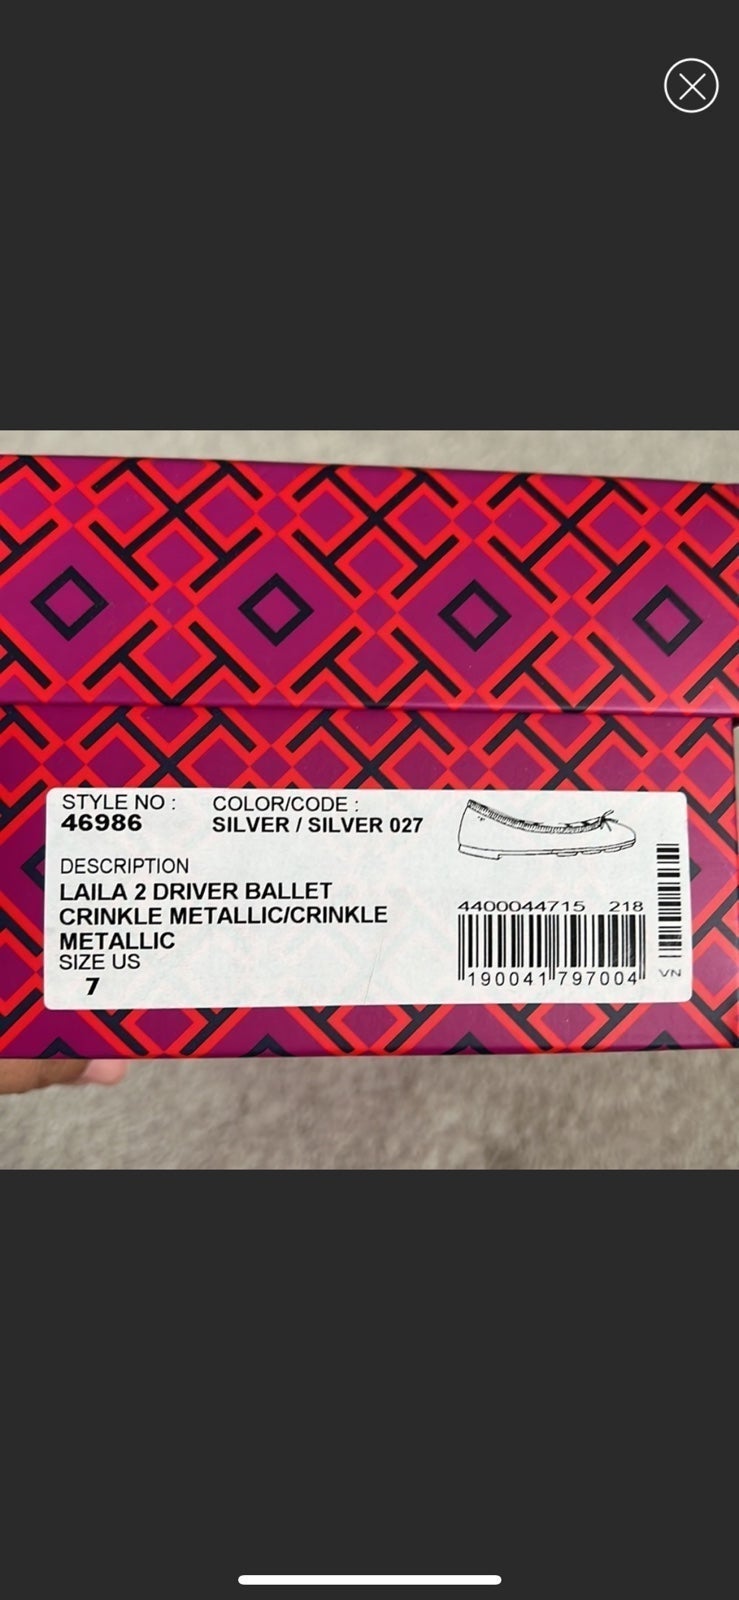 STYLE NO : COLOR/CODE :
46986 SILVER / SILVER 027
DESCRIPTION
LAILA 2 DRIVER BALLET
CRINKLE METALLIC/CRINKLE
METALLIC
SIZE US
7
4400044715 218
190041797004
VN